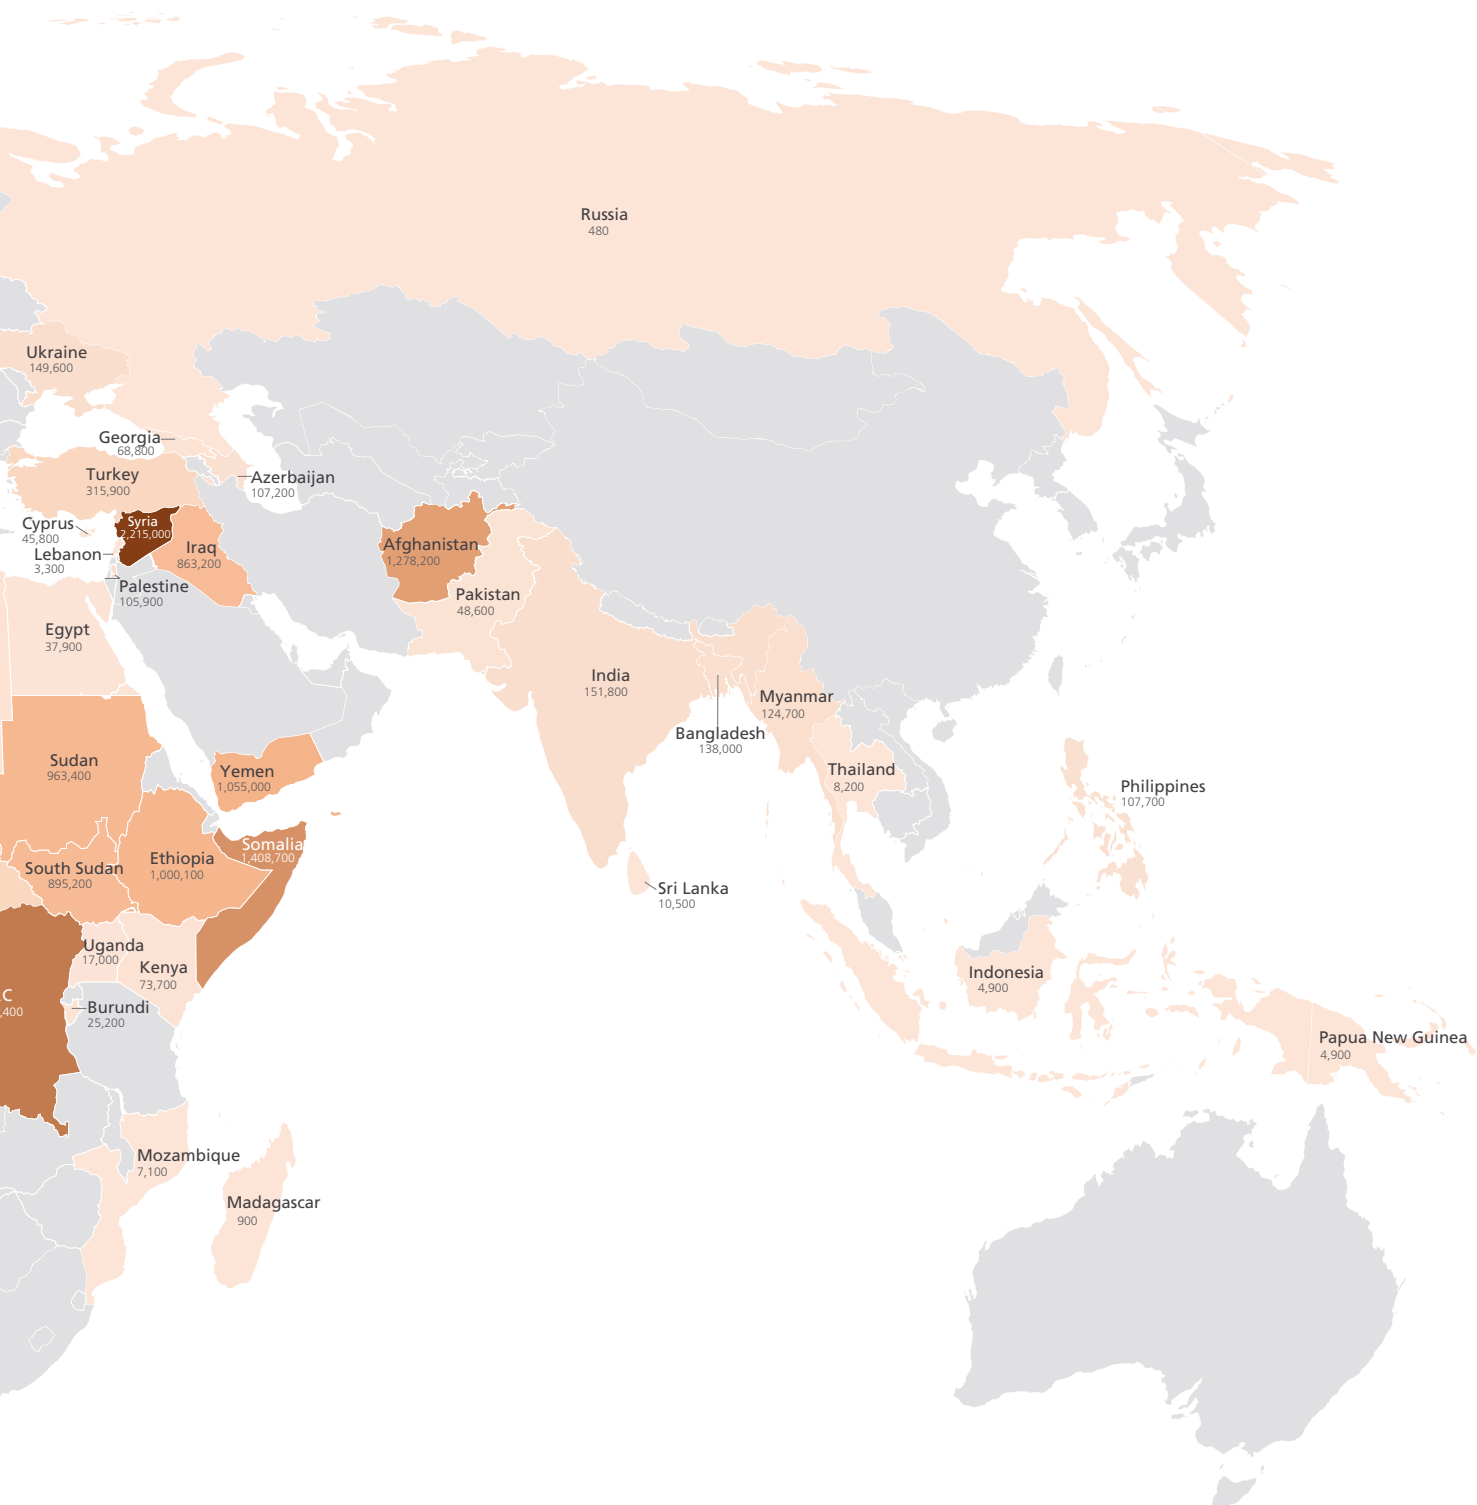 Russia
480
Ukraine
149,600
Georgia
68,800
Turkey
315,900
Azerbaijan
107,200
Cyprus
45,800
Syria
2,215,000
Lebanon
3,300
Iraq
863,200
Afghanistan
1,278,200
Palestine
105,900
Pakistan
48,600
Egypt
37,900
India
151,800
Myanmar
124,700
Bangladesh
138,000
Sudan
963,400
Yemen
1,055,000
Thailand
8,200
Philippines
107,700
Somalia
1,408,700
Ethiopia
1,000,100
South Sudan
895,200
Sri Lanka
10,500
Uganda
17,000
Kenya
73,700
Indonesia
4,900
C
,400
Burundi
25,200
Papua New Guinea
4,900
Mozambique
7,100
Madagascar
900